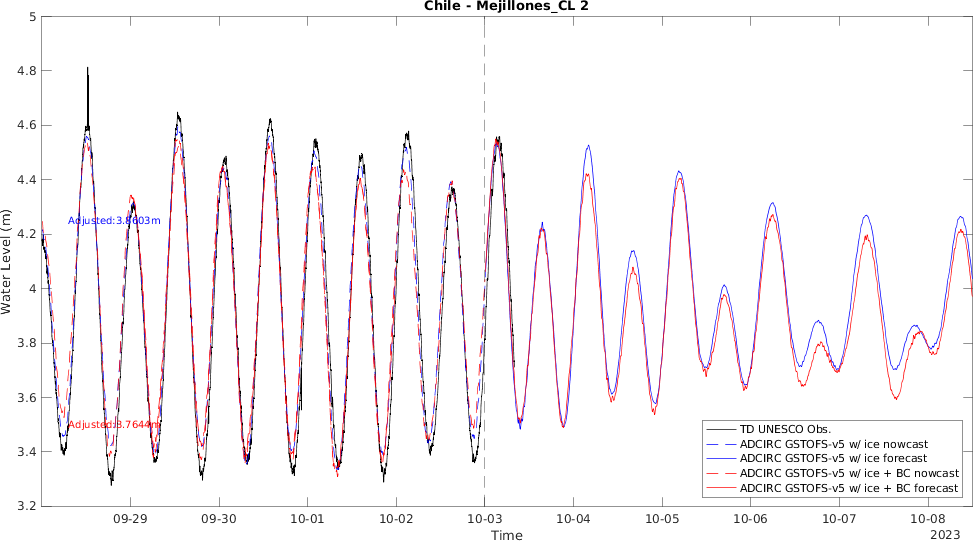 Chile - Mejillones_CL 2
5
4.8
4.6
4.4
4.2
4
3.8
3.6
3.4
3.2
Water Level (m)
Adjusted:3.8603m
Adjusted:3.7644m
TD UNESCO Obs.
ADCIRC GSTOFS-v5 w/ ice nowcast
ADCIRC GSTOFS-v5 w/ ice forecast
ADCIRC GSTOFS-v5 w/ ice + BC nowcast
ADCIRC GSTOFS-v5 w/ ice + BC forecast
09-29 09-30 10-01 10-02 10-03 10-04 10-05 10-06 10-07 10-08
2023
Time